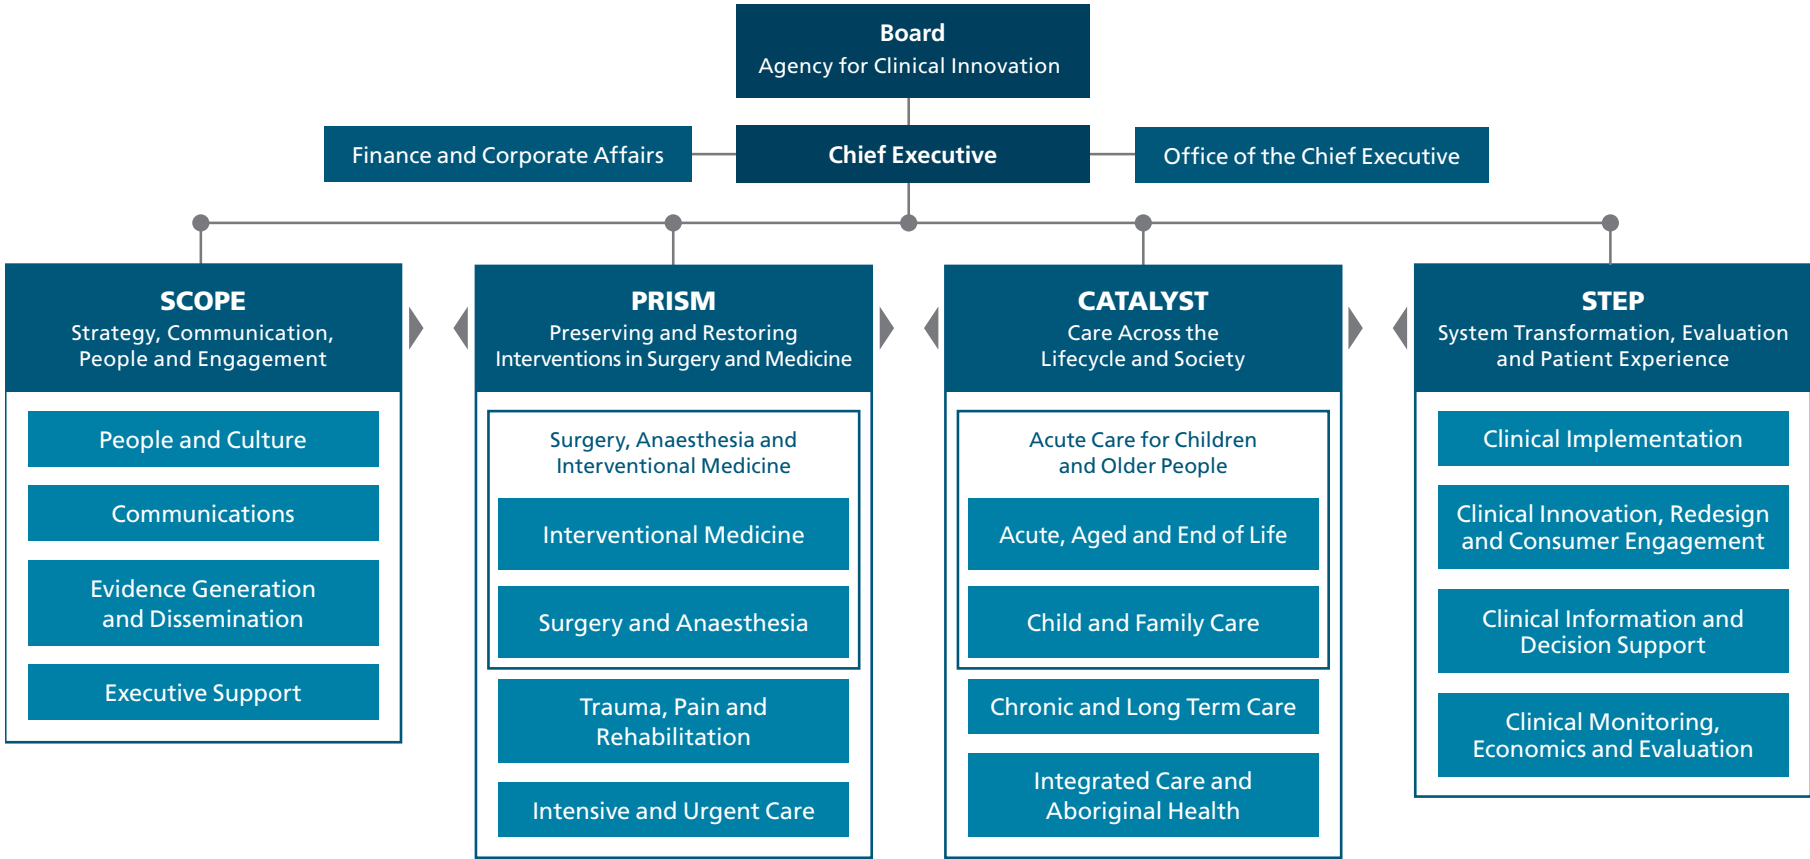 Board
Agency for Clinical Innovation
Finance and Corporate Affairs
Chief Executive
Office of the Chief Executive
SCOPE
Strategy, Communication,
People and Engagement
People and Culture
Communications
Evidence Generation
and Dissemination
Executive Support
PRISM
Preserving and Restoring
Interventions in Surgery and Medicine
Surgery, Anaesthesia and
Interventional Medicine
Interventional Medicine
Surgery and Anaesthesia
Trauma, Pain and
Rehabilitation
Intensive and Urgent Care
CATALYST
Care Across the
Lifecycle and Society
Acute Care for Children
and Older People
Acute, Aged and End of Life
Child and Family Care
Chronic and Long Term Care
Integrated Care and
Aboriginal Health
STEP
System Transformation, Evaluation
and Patient Experience
Clinical Implementation
Clinical Innovation, Redesign
and Consumer Engagement
Clinical Information and
Decision Support
Clinical Monitoring,
Economics and Evaluation